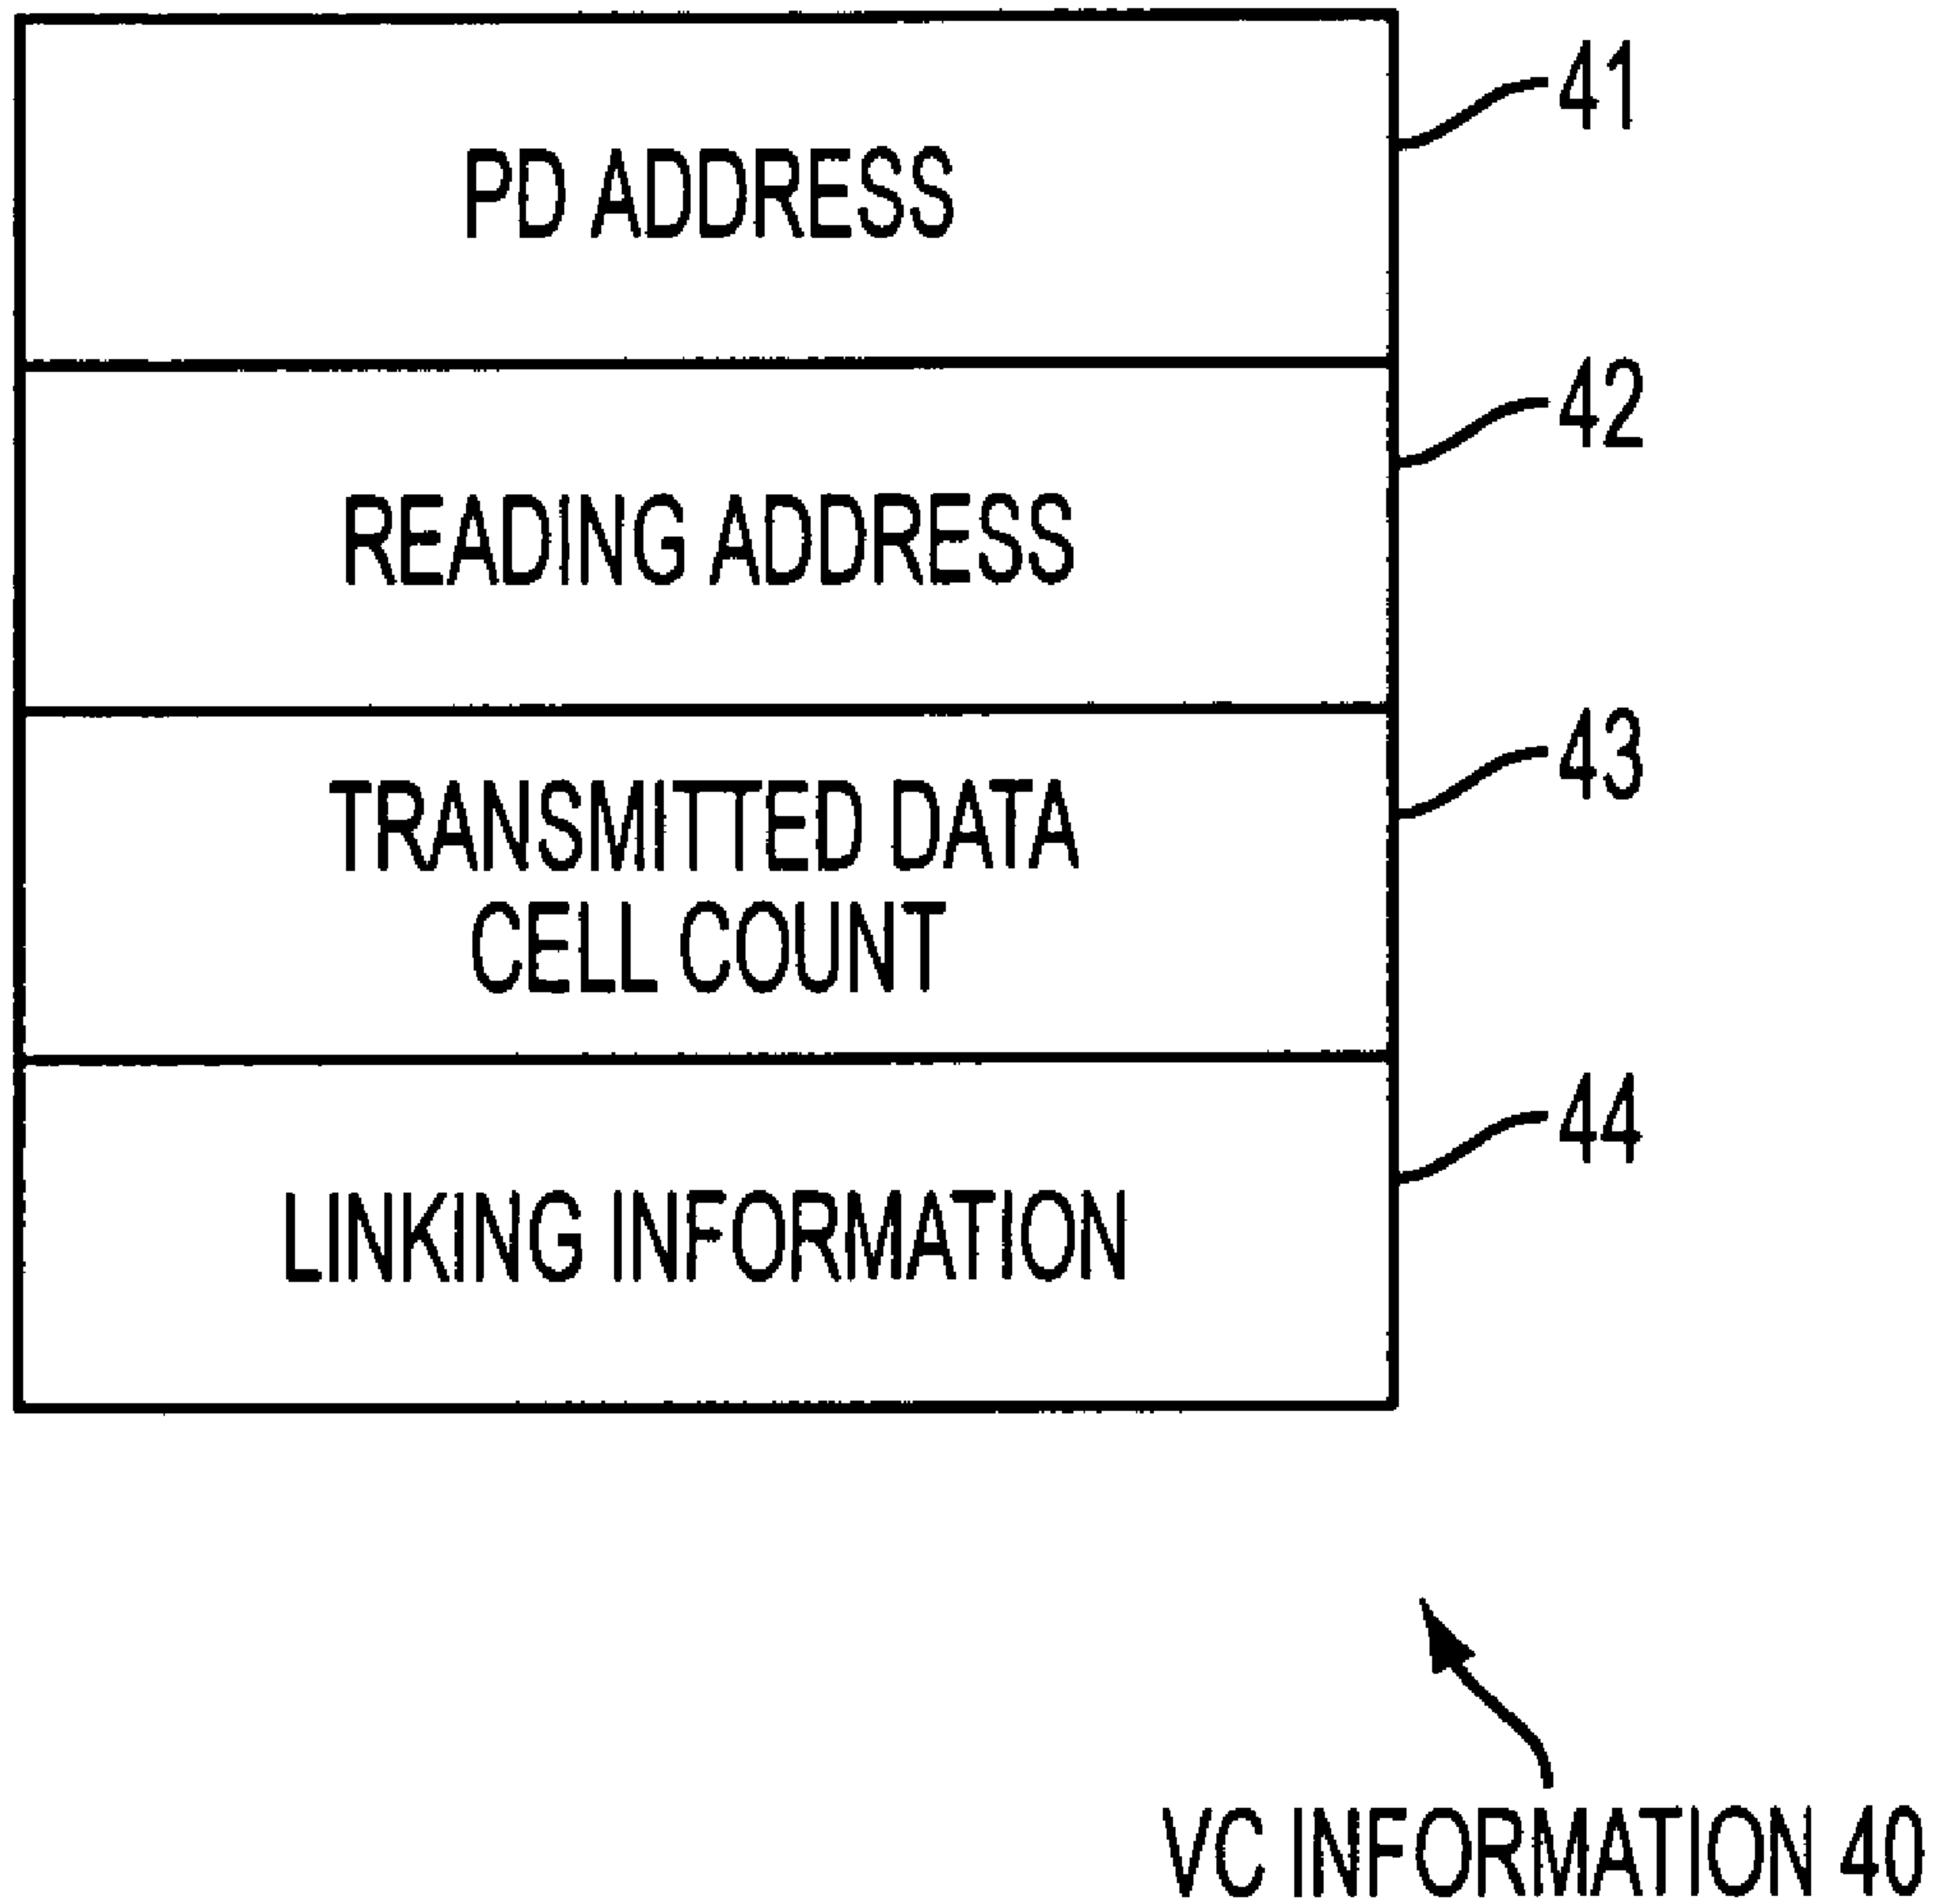 41
PD ADDRESS
42
READING ADDRESS
43
TRANSMITTED DATA
CELL COUNT
44
LINKING INFORMATION
VC INFORMATION 40